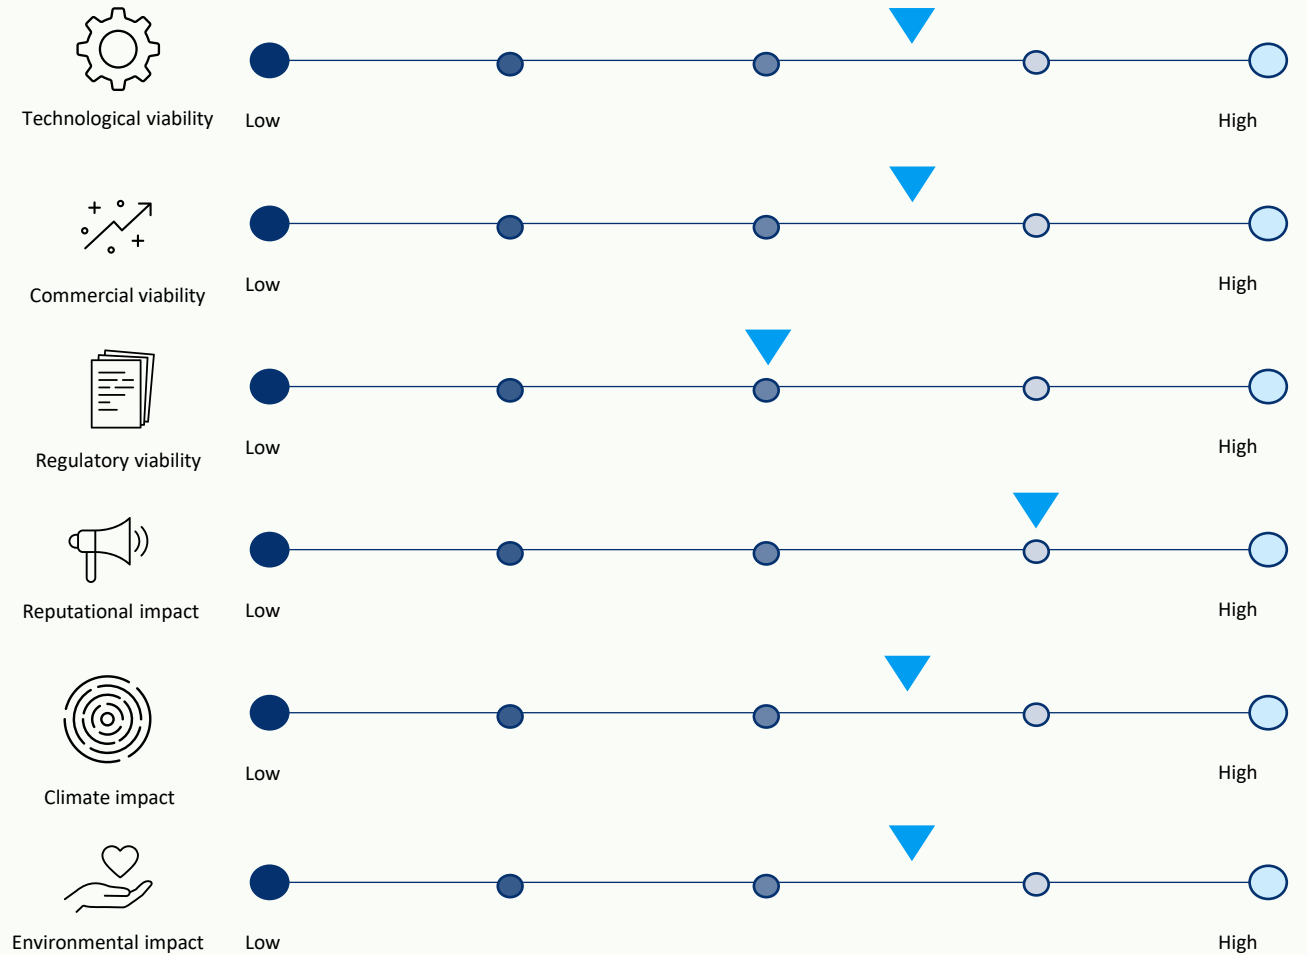 Technological viability
Low
High
Commercial viability
Low
High
Regulatory viability
Low
High
Reputational impact
Low
High
Climate impact
Low
High
Environmental impact
Low
High